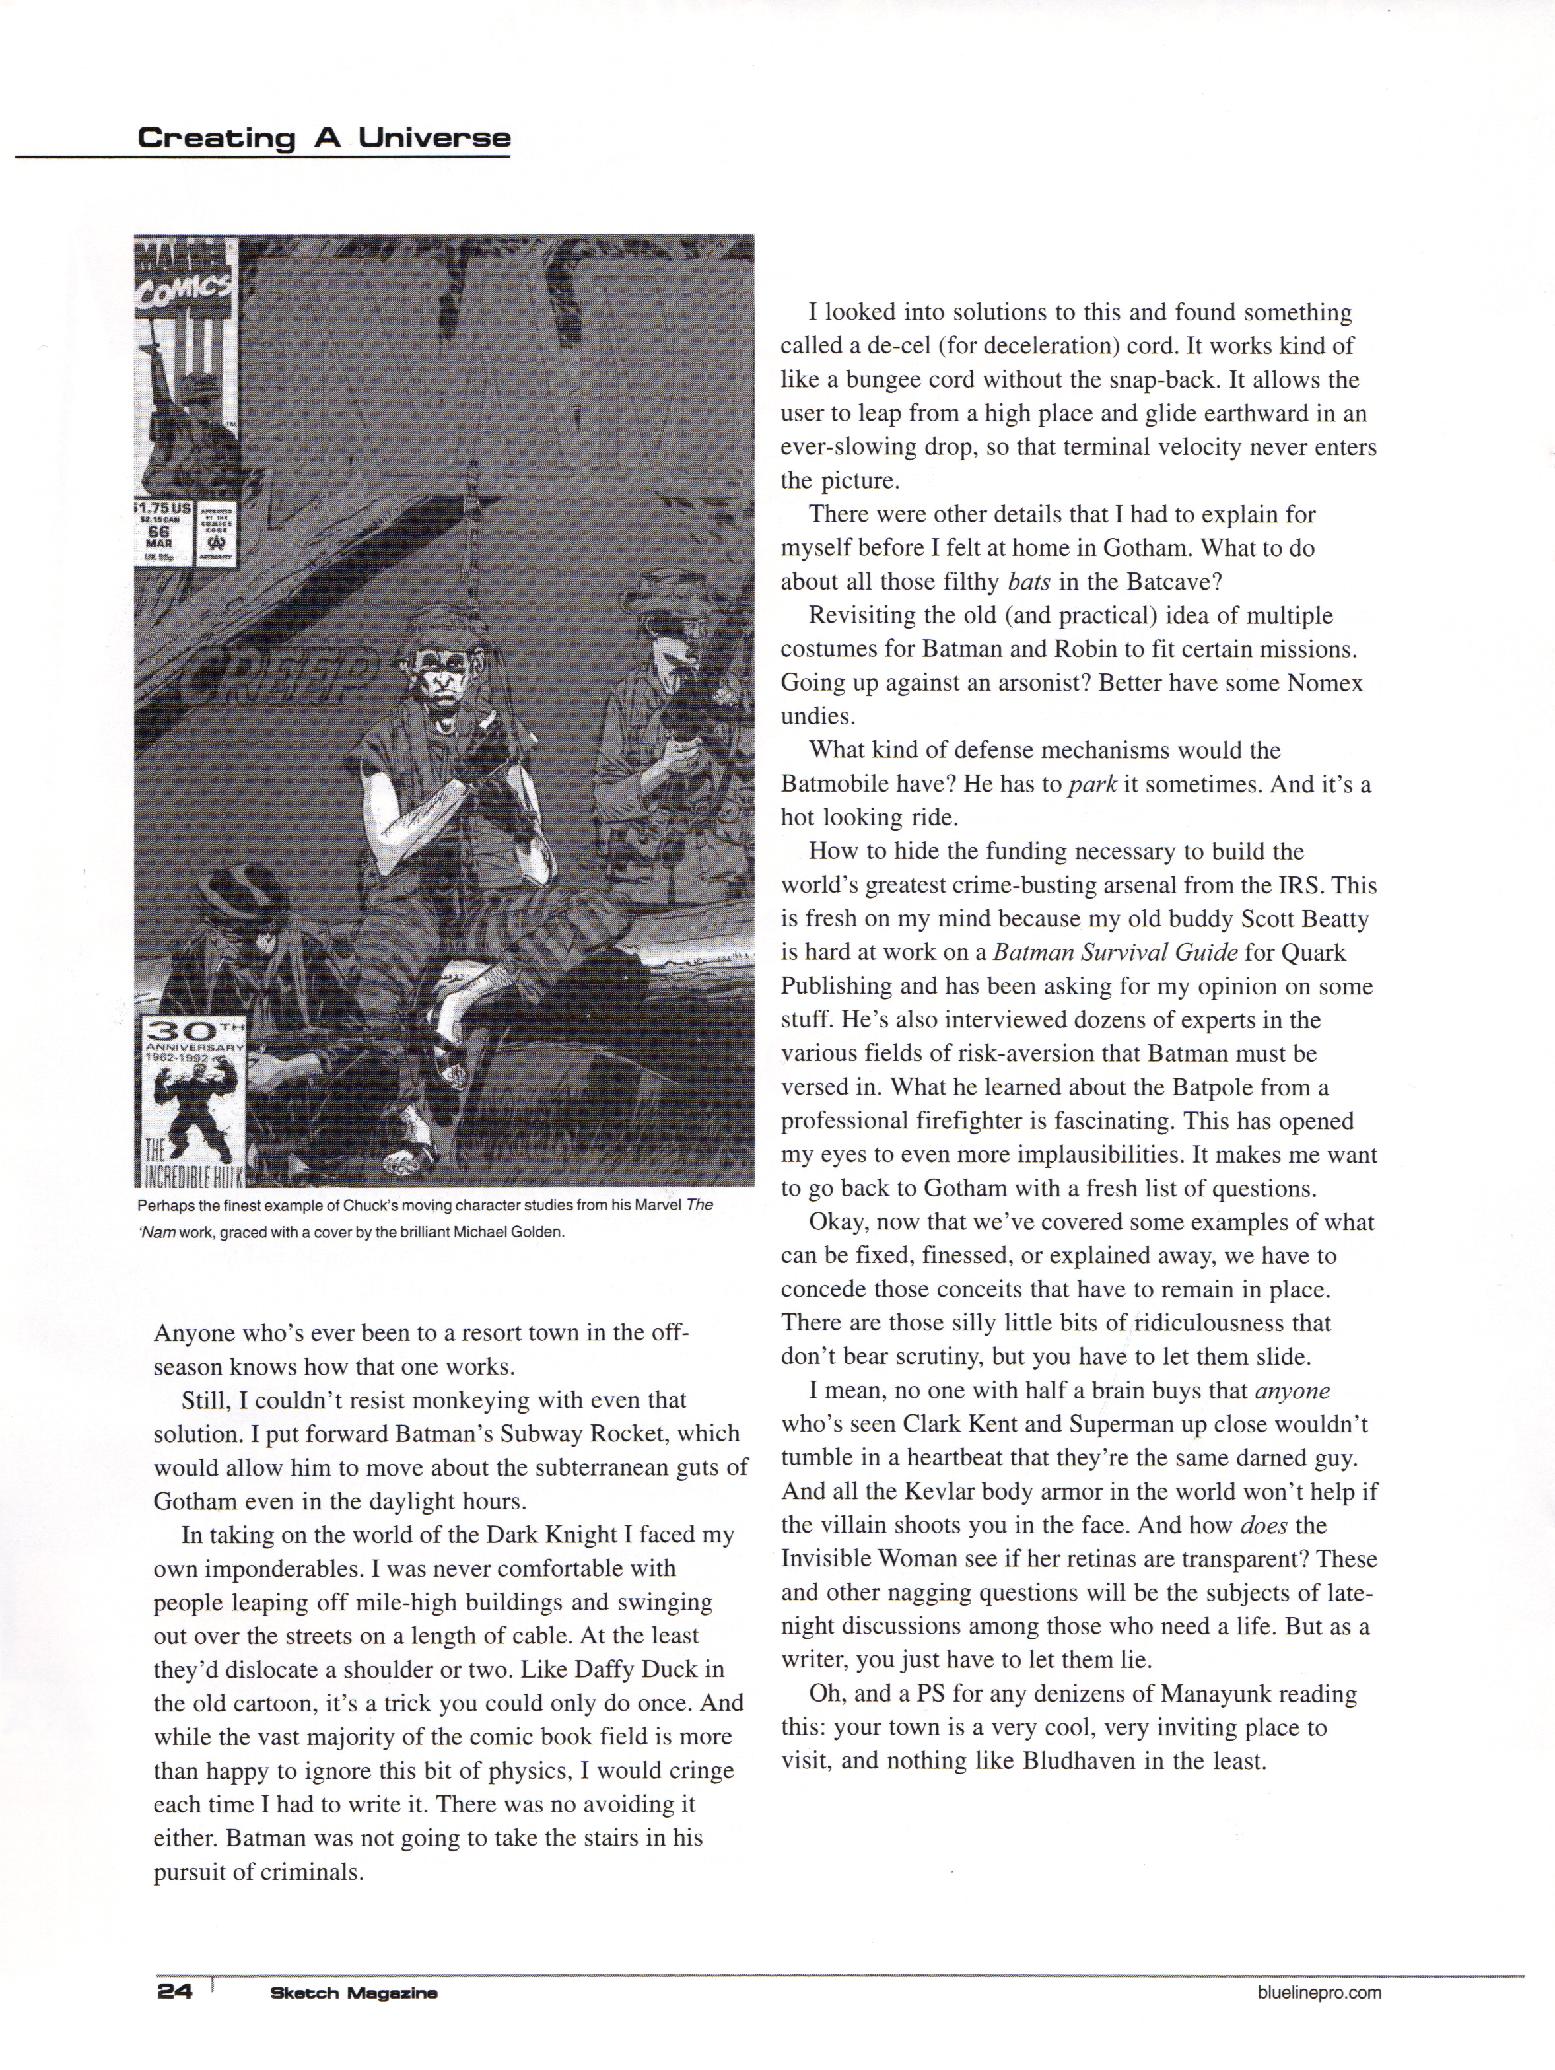 Creating A Universe
MARVEL
COMICS
$1.75 US
$2.15 CAN
66
MAR
APPROVED
BY THE
COMICS
CODE
AUTHORITY
CREEP
30TH
ANNIVERSARY
1962-1992
THE
INCREDIBLE HULK
Perhaps the finest example of Chuck's moving character studies from his Marvel The
'Nam work, graced with a cover by the brilliant Michael Golden.
Anyone who's ever been to a resort town in the off-
season knows how that one works.
Still, I couldn't resist monkeying with even that
solution. I put forward Batman's Subway Rocket, which
would allow him to move about the subterranean guts of
Gotham even in the daylight hours.
In taking on the world of the Dark Knight I faced my
own imponderables. I was never comfortable with
people leaping off mile-high buildings and swinging
out over the streets on a length of cable. At the least
they'd dislocate a shoulder or two. Like Daffy Duck in
the old cartoon, it's a trick you could only do once. And
while the vast majority of the comic book field is more
than happy to ignore this bit of physics, I would cringe
each time I had to write it. There was no avoiding it
either. Batman was not going to take the stairs in his
pursuit of criminals.
I looked into solutions to this and found something
called a de-cel (for deceleration) cord. It works kind of
like a bungee cord without the snap-back. It allows the
user to leap from a high place and glide earthward in an
ever-slowing drop, so that terminal velocity never enters
the picture.
There were other details that I had to explain for
myself before I felt at home in Gotham. What to do
about all those filthy bats in the Batcave?
Revisiting the old (and practical) idea of multiple
costumes for Batman and Robin to fit certain missions.
Going up against an arsonist? Better have some Nomex
undies.
What kind of defense mechanisms would the
Batmobile have? He has to park it sometimes. And it's a
hot looking ride.
How to hide the funding necessary to build the
world's greatest crime-busting arsenal from the IRS. This
is fresh on my mind because my old buddy Scott Beatty
is hard at work on a Batman Survival Guide for Quark
Publishing and has been asking for my opinion on some
stuff. He's also interviewed dozens of experts in the
various fields of risk-aversion that Batman must be
versed in. What he learned about the Batpole from a
professional firefighter is fascinating. This has opened
my eyes to even more implausibilities. It makes me want
to go back to Gotham with a fresh list of questions.
Okay, now that we've covered some examples of what
can be fixed, finessed, or explained away, we have to
concede those conceits that have to remain in place.
There are those silly little bits of ridiculousness that
don't bear scrutiny, but you have to let them slide.
I mean, no one with half a brain buys that anyone
who's seen Clark Kent and Superman up close wouldn't
tumble in a heartbeat that they're the same darned guy.
And all the Kevlar body armor in the world won't help if
the villain shoots you in the face. And how does the
Invisible Woman see if her retinas are transparent? These
and other nagging questions will be the subjects of late-
night discussions among those who need a life. But as a
writer, you just have to let them lie.
Oh, and a PS for any denizens of Manayunk reading
this: your town is a very cool, very inviting place to
visit, and nothing like Bludhaven in the least.
24
Sketch Magazine
bluelinepro.com